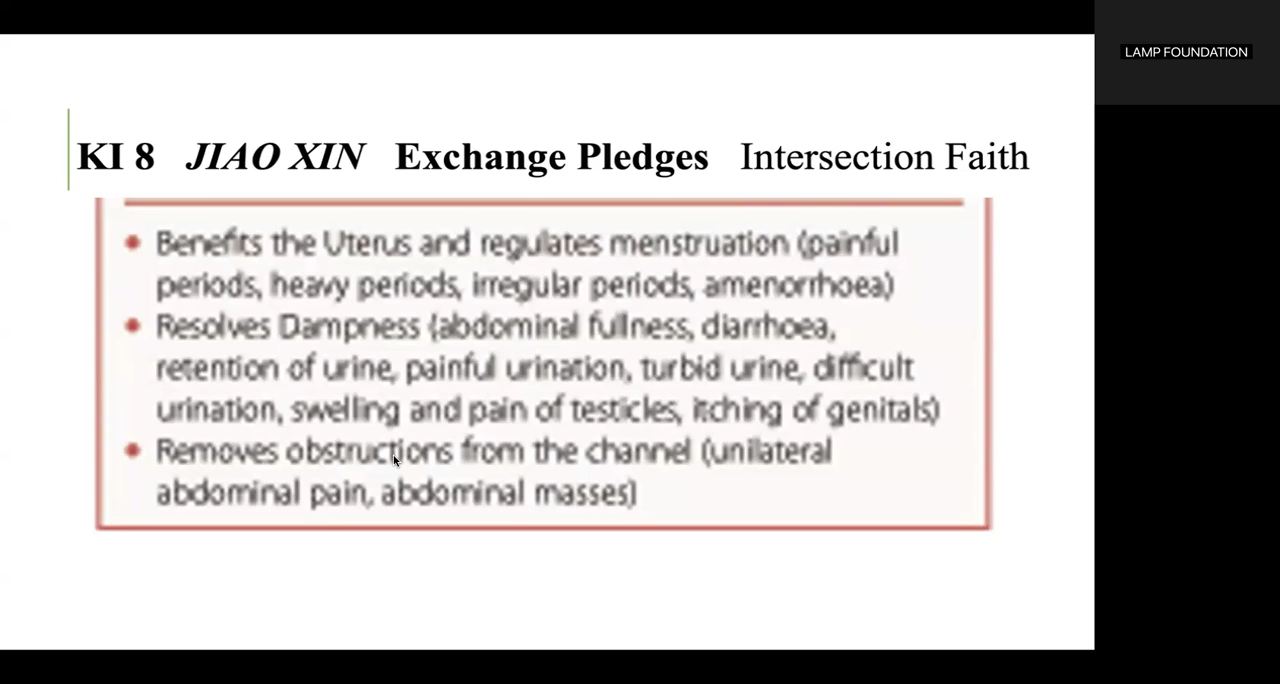 LAMP FOUNDATION
KI 8 JIAO XIN Exchange Pledges Intersection Faith
• Benefits the Uterus and regulates menstruation (painful
periods, heavy periods, irregular periods, amenorrhoea)
• Resolves Dampness (abdominal fullness, diarrhoea,
retention of urine, painful urination, turbid urine, difficult
urination, swelling and pain of testicles, itching of genitals)
• Removes obstructions from the channel (unilateral
abdominal pain, abdominal masses)